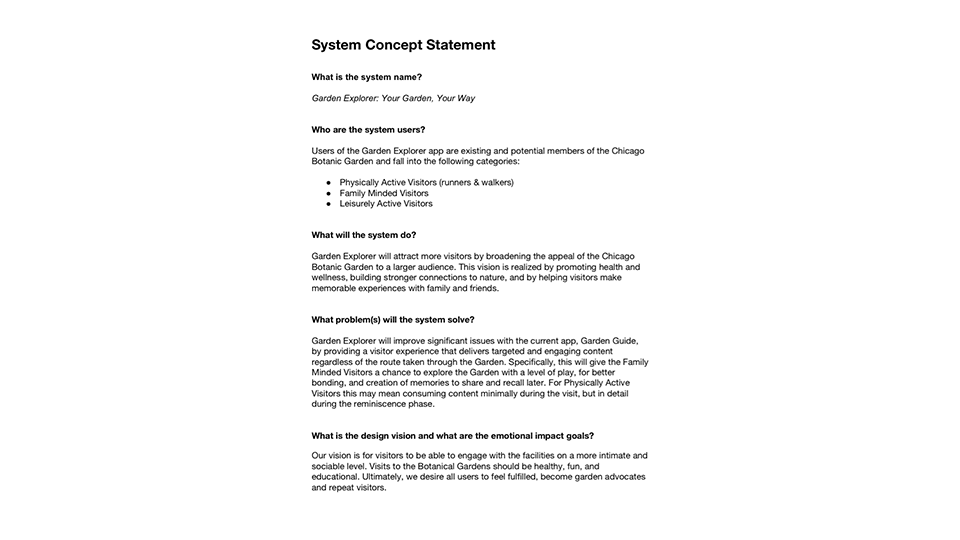 System Concept Statement
What is the system name?
Garden Explorer: Your Garden, Your Way
Who are the system users?
Users of the Garden Explorer app are existing and potential members of the Chicago
Botanic Garden and fall into the following categories:
● Physically Active Visitors (runners & walkers)
● Family Minded Visitors
● Leisurely Active Visitors
What will the system do?
Garden Explorer will attract more visitors by broadening the appeal of the Chicago
Botanic Garden to a larger audience. This vision is realized by promoting health and
wellness, building stronger connections to nature, and by helping visitors make
memorable experiences with family and friends.
What problem(s) will the system solve?
Garden Explorer will improve significant issues with the current app, Garden Guide,
by providing a visitor experience that delivers targeted and engaging content
regardless of the route taken through the Garden. Specifically, this will give the Family
Minded Visitors a chance to explore the Garden with a level of play, for better
bonding, and creation of memories to share and recall later. For Physically Active
Visitors this may mean consuming content minimally during the visit, but in detail
during the reminiscence phase.
What is the design vision and what are the emotional impact goals?
Our vision is for visitors to be able to engage with the facilities on a more intimate and
sociable level. Visits to the Botanical Gardens should be healthy, fun, and
educational. Ultimately, we desire all users to feel fulfilled, become garden advocates
and repeat visitors.